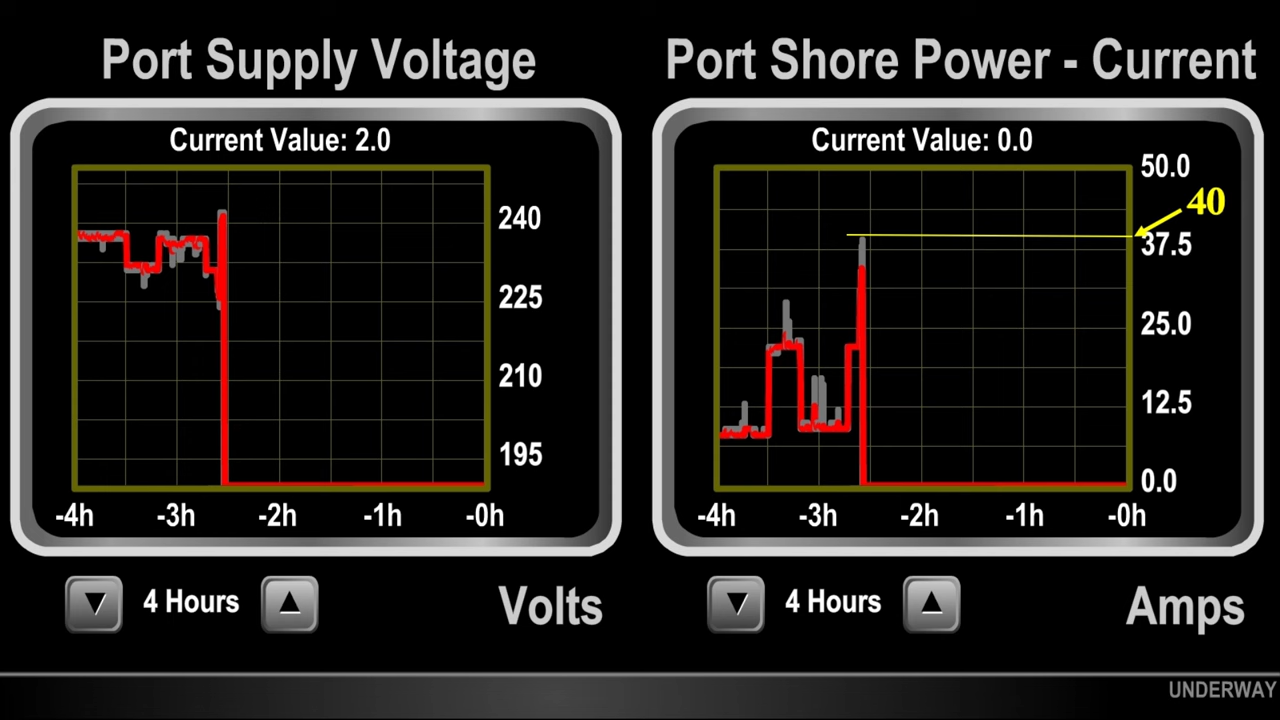 Port Supply Voltage
Current Value: 2.0
240
225
210
195
-4h -3h -2h -1h -0h
4 Hours
Volts
Port Shore Power - Current
Current Value: 0.0
50.0
40
37.5
25.0
12.5
0.0
-4h -3h -2h -1h -0h
4 Hours
Amps
UNDERWAY